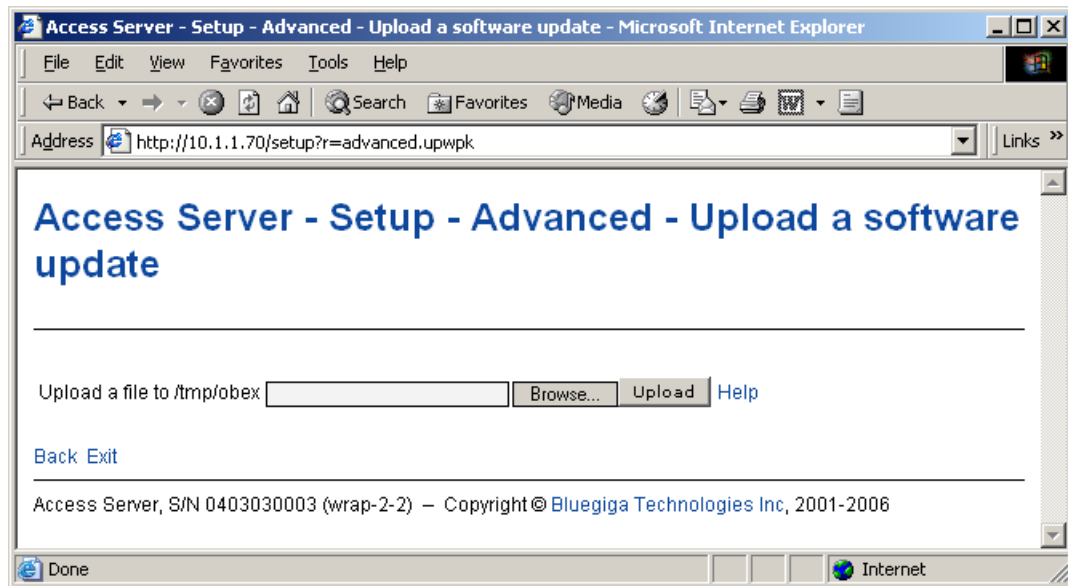 Access Server - Setup - Advanced - Upload a software update - Microsoft Internet Explorer
File Edit View Favorites Tools Help
Back Search Favorites Media W
Address http://10.1.1.70/setup?r=advanced.upwpk Links »
Access Server - Setup - Advanced - Upload a software
update
Upload a file to /tmp/obex Browse... Upload Help
Back Exit
Access Server, S/N 0403030003 (wrap-2-2) – Copyright © Bluegiga Technologies Inc, 2001-2006
Done Internet